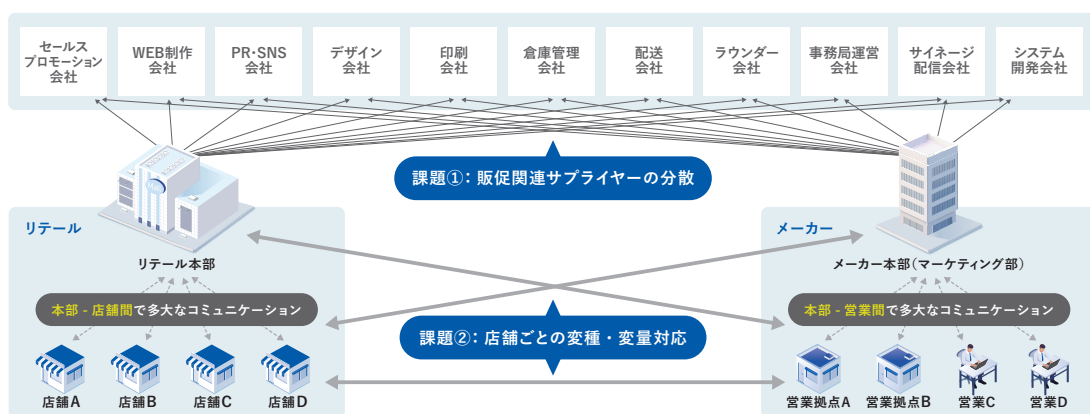 セールス
プロモーション
会社
WEB制作
会社
PR・SNS
会社
デザイン
会社
印刷
会社
倉庫管理
会社
配送
会社
ラウンダー
会社
事務局運営
会社
サイネージ
配信会社
システム
開発会社
課題①：販促関連サプライヤーの分散
リテール
リテール本部
本部 - 店舗間で多大なコミュニケーション
店舗A
店舗B
店舗C
店舗D
メーカー
メーカー本部（マーケティング部）
本部 - 営業間で多大なコミュニケーション
営業拠点A
営業拠点B
営業C
営業D
課題②：店舗ごとの変種・変量対応